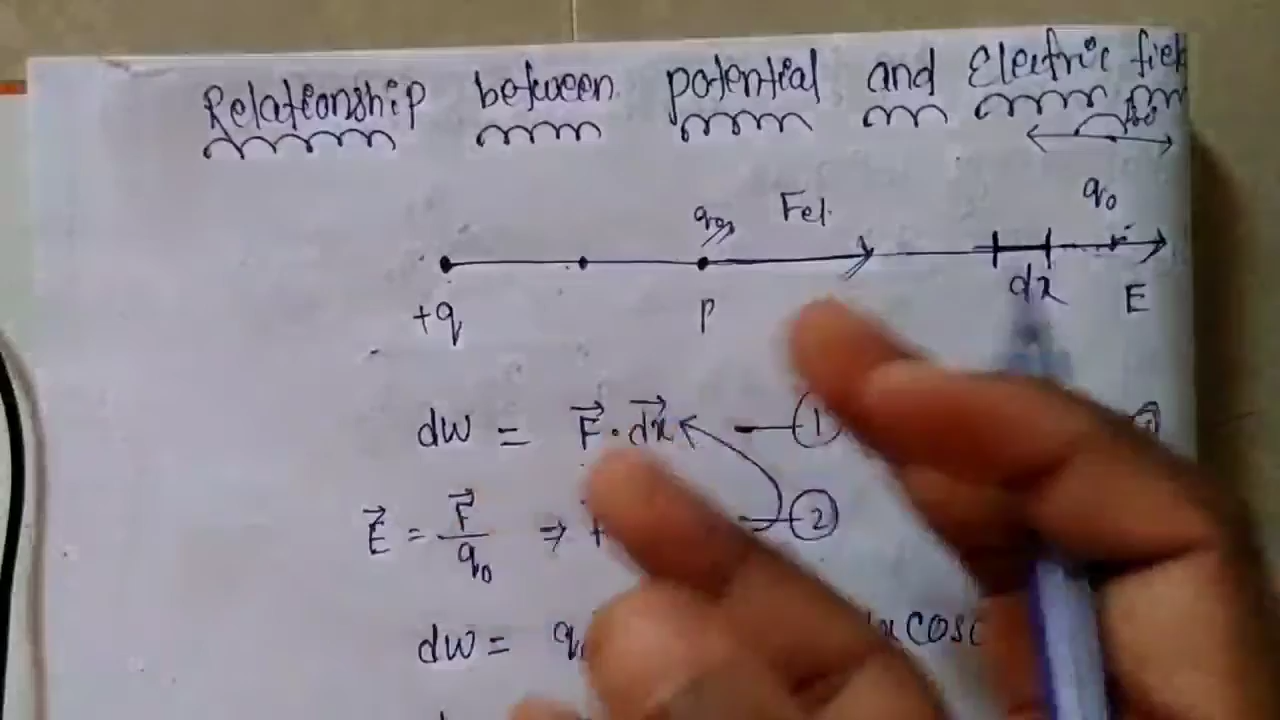 Relationship between potential and Electric field
q₀ Fel. q₀
+q P dx E
dw = F⃗ · dx⃗ — ①
E⃗ = F⃗ / q₀ ⇒ — ②
dw = q